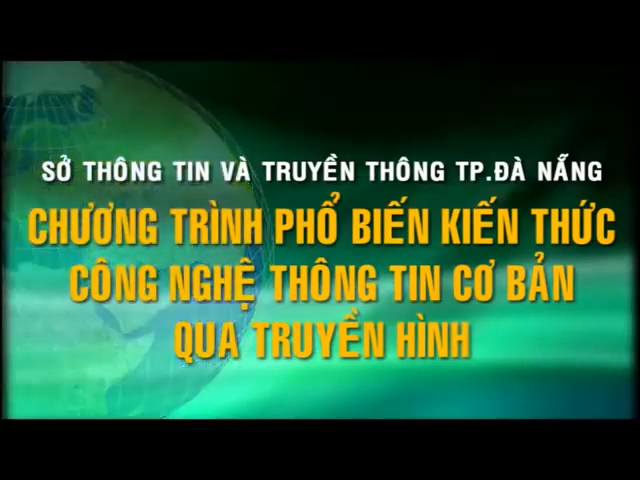 SỞ THÔNG TIN VÀ TRUYỀN THÔNG TP.ĐÀ NẴNG
CHƯƠNG TRÌNH PHỔ BIẾN KIẾN THỨC
CÔNG NGHỆ THÔNG TIN CƠ BẢN
QUA TRUYỀN HÌNH